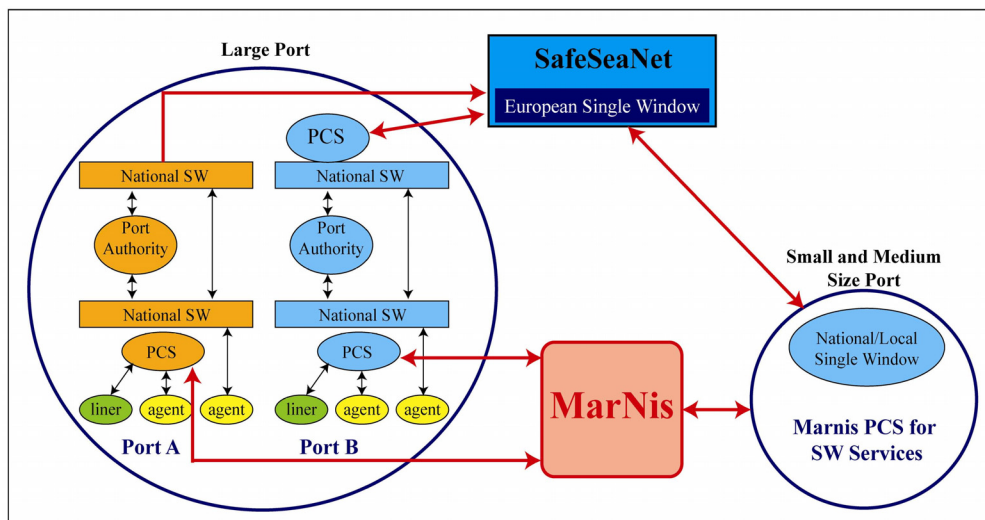 Large Port
SafeSeaNet
European Single Window
PCS
National SW
National SW
Port
Authority
Port
Authority
National SW
National SW
PCS
PCS
liner
agent
agent
liner
agent
agent
Port A
Port B
MarNis
Small and Medium
Size Port
National/Local
Single Window
Marnis PCS for
SW Services